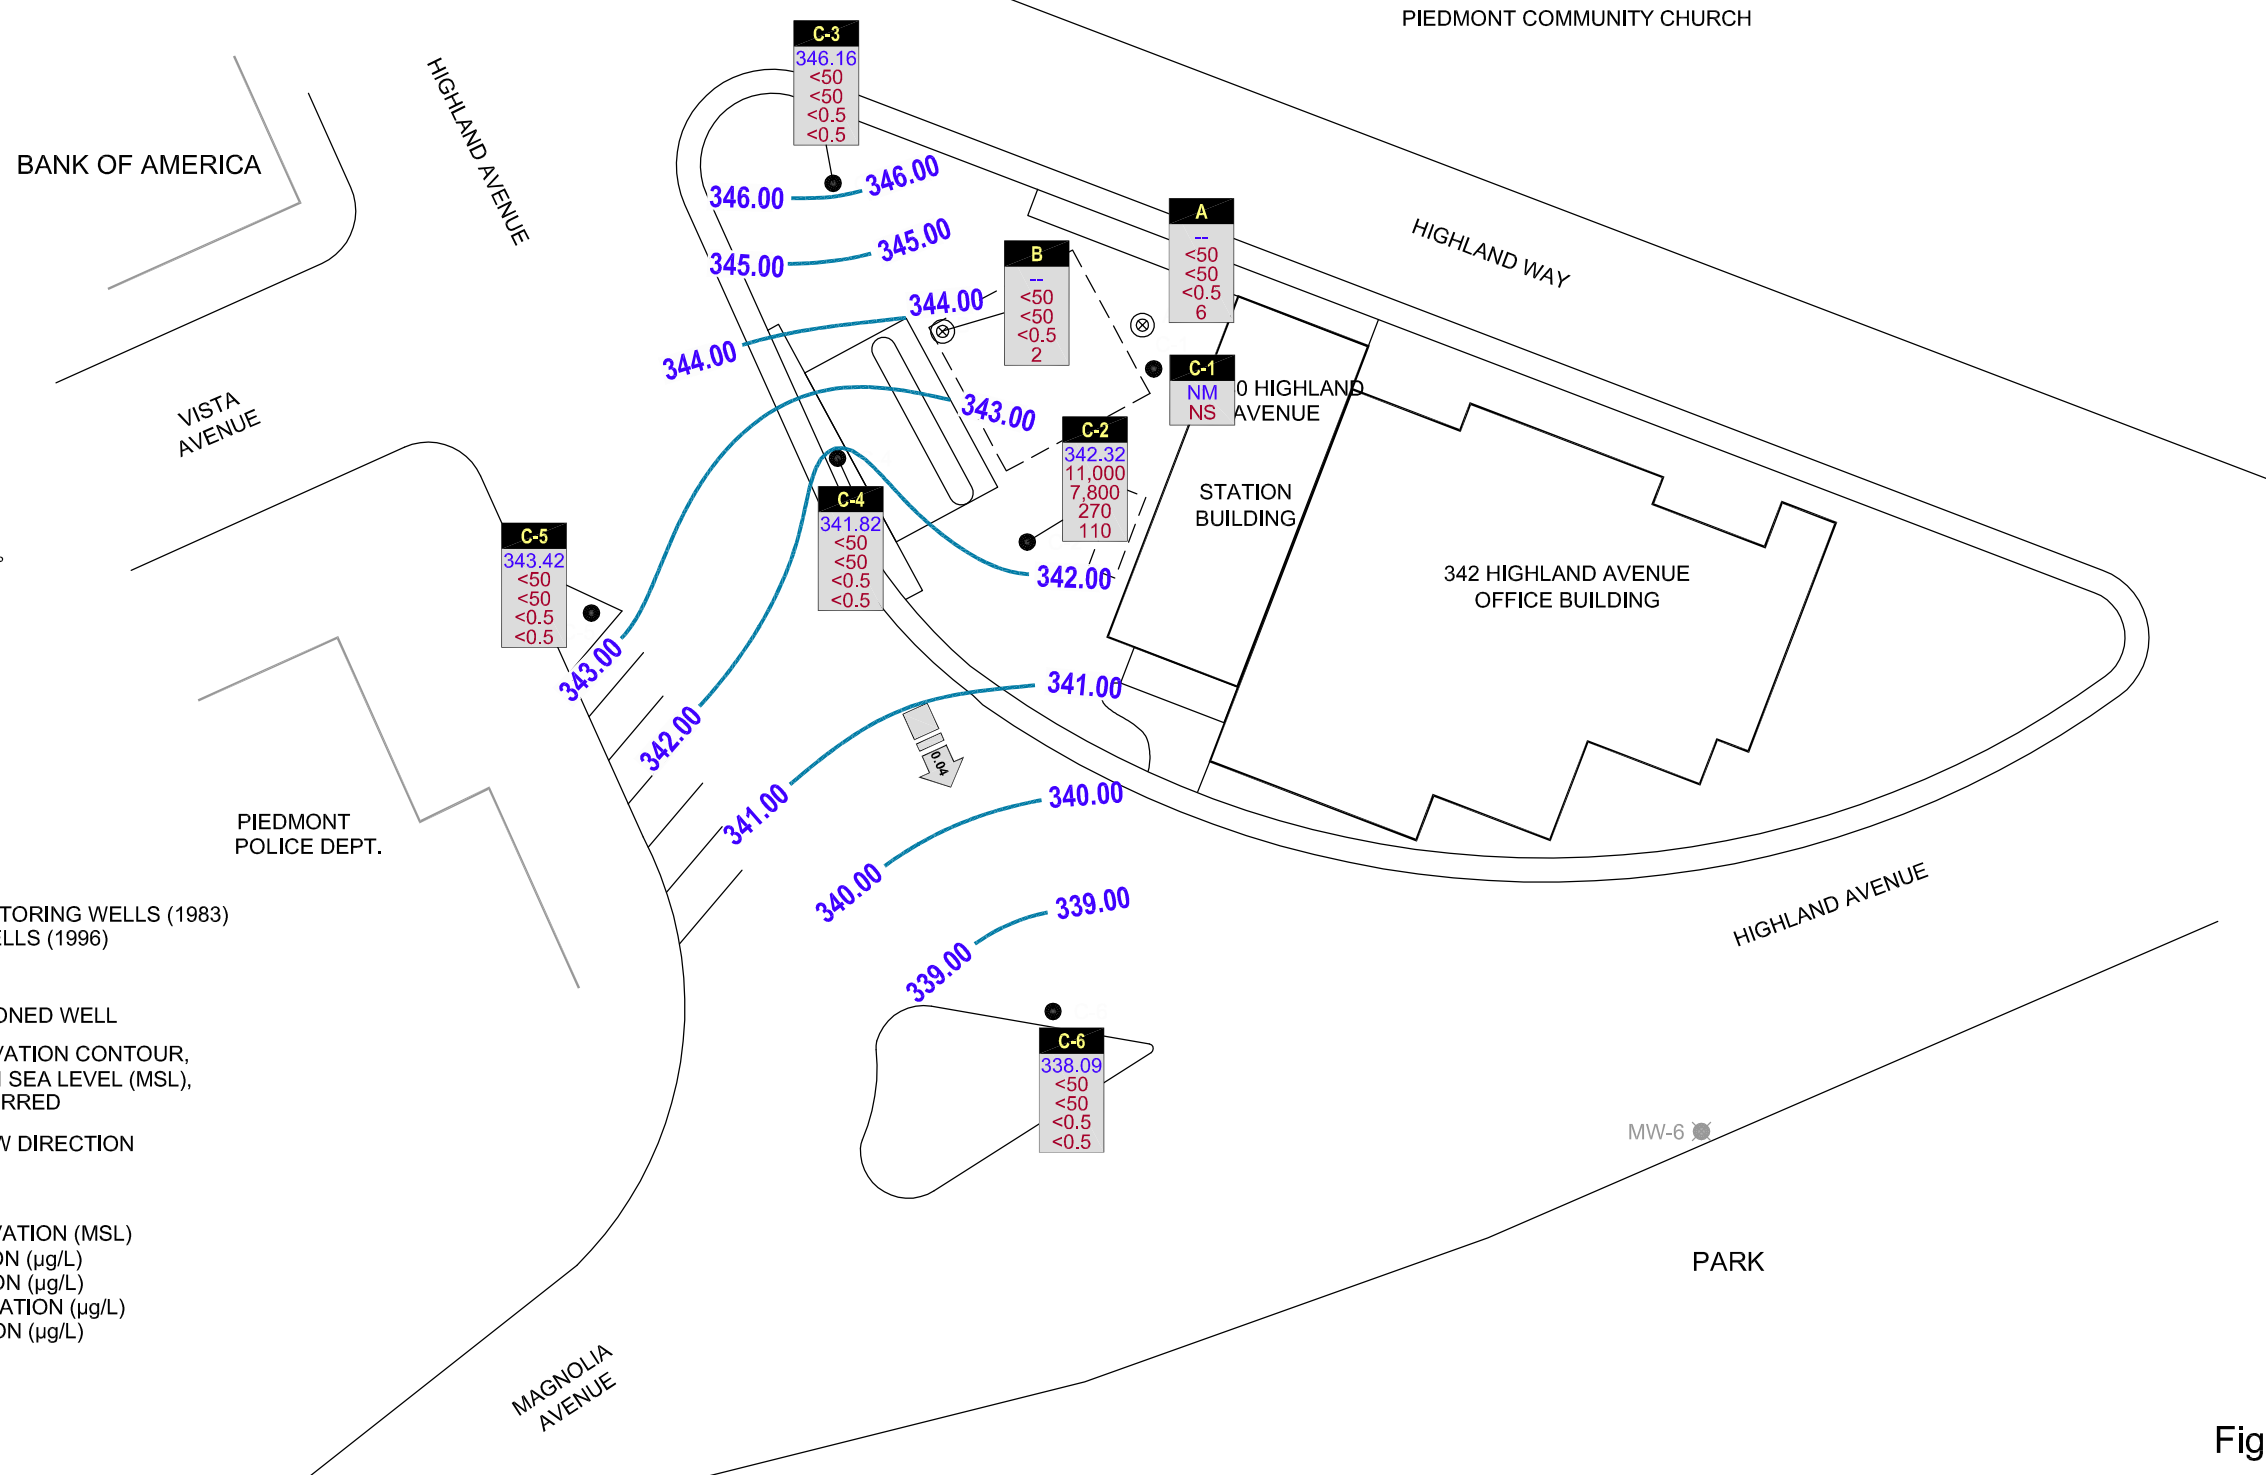 PIEDMONT COMMUNITY CHURCH
C-3
346.16
<50
<50
<0.5
<0.5
HIGHLAND AVENUE
BANK OF AMERICA
346.00
346.00
345.00
345.00
344.00
344.00
A
--
<50
<50
<0.5
6
B
--
<50
<50
<0.5
2
HIGHLAND WAY
C-1
NM
NS
0 HIGHLAND
AVENUE
343.00
VISTA
AVENUE
C-2
342.32
11,000
7,800
270
110
STATION
BUILDING
C-4
341.82
<50
<50
<0.5
<0.5
C-5
343.42
<50
<50
<0.5
<0.5
342.00
342 HIGHLAND AVENUE
OFFICE BUILDING
343.00
341.00
342.00
0.04
341.00
340.00
PIEDMONT
POLICE DEPT.
340.00
339.00
HIGHLAND AVENUE
339.00
TORING WELLS (1983)
ELLS (1996)
ONED WELL
VATION CONTOUR,
SEA LEVEL (MSL),
RRED
W DIRECTION
C-6
338.09
<50
<50
<0.5
<0.5
MW-6
VATION (MSL)
ON (µg/L)
ON (µg/L)
ATION (µg/L)
ON (µg/L)
PARK
MAGNOLIA
AVENUE
Fig